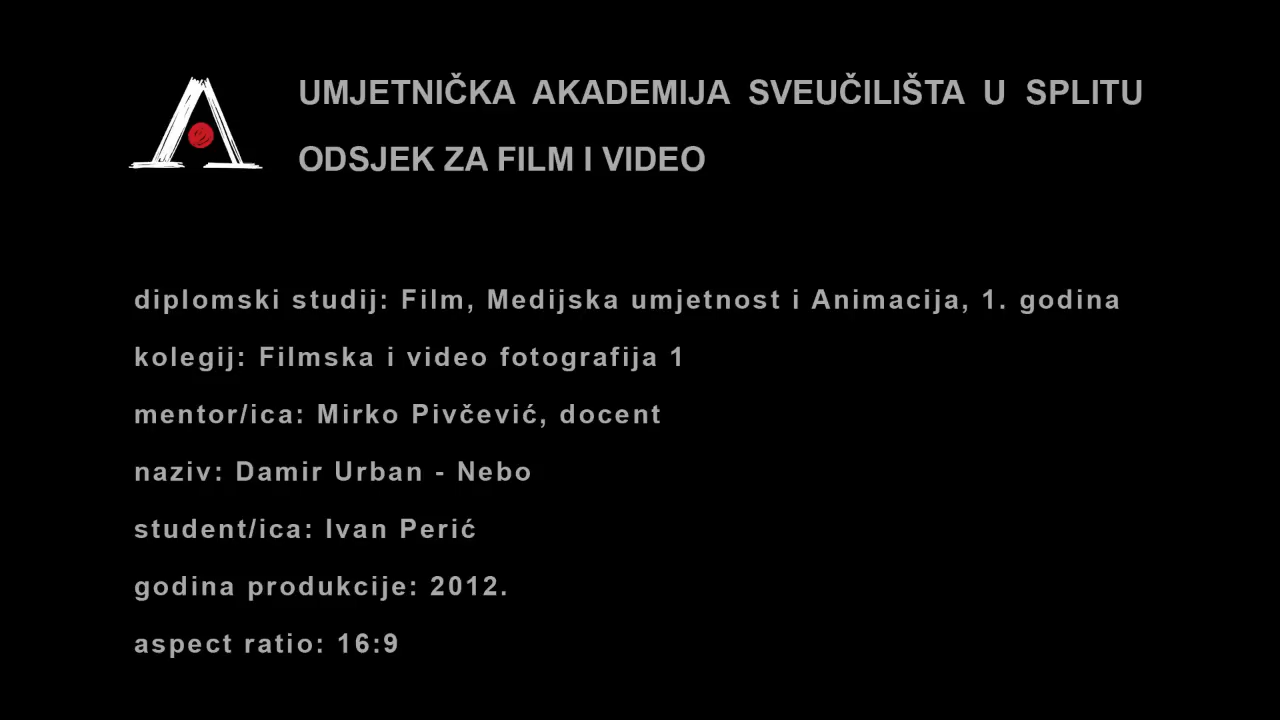 UMJETNIČKA AKADEMIJA SVEUČILIŠTA U SPLITU
ODSJEK ZA FILM I VIDEO
diplomski studij: Film, Medijska umjetnost i Animacija, 1. godina
kolegij: Filmska i video fotografija 1
mentor/ica: Mirko Pivčević, docent
naziv: Damir Urban - Nebo
student/ica: Ivan Perić
godina produkcije: 2012.
aspect ratio: 16:9